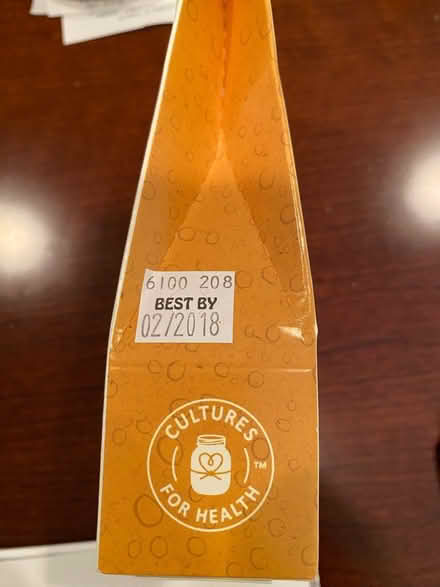 6100 208
BEST BY
02/2018
CULTURES
FOR HEALTH
TM